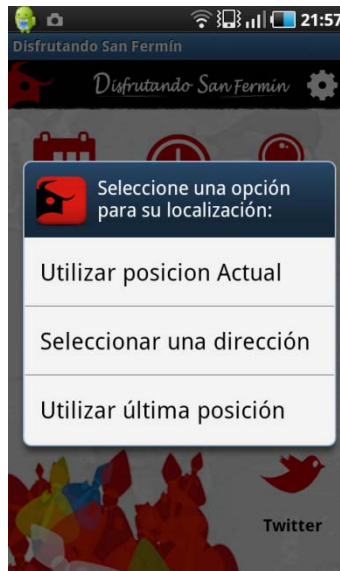 21:57
Disfrutando San Fermín
Disfrutando San Fermin
Seleccione una opción
para su localización:
Utilizar posicion Actual
Seleccionar una dirección
Utilizar última posición
Twitter